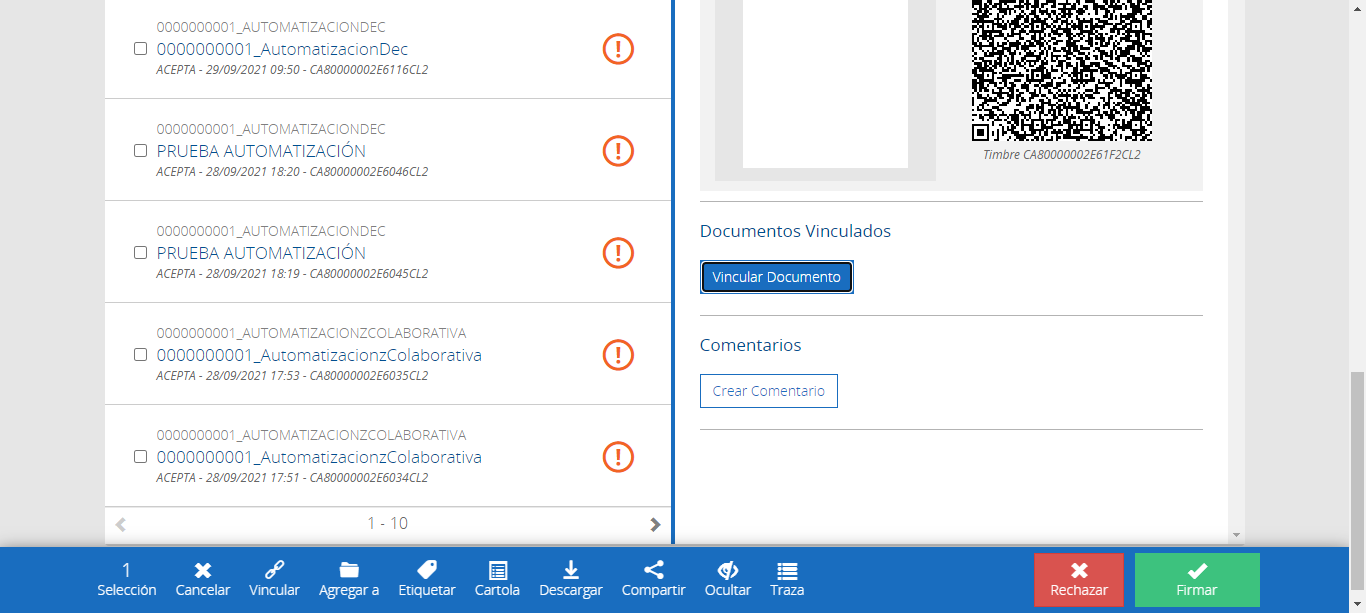 0000000001_AUTOMATIZACIONDEC
0000000001_AutomatizacionDec
ACEPTA - 29/09/2021 09:50 - CA80000002E6116CL2
0000000001_AUTOMATIZACIONDEC
PRUEBA AUTOMATIZACIÓN
ACEPTA - 28/09/2021 18:20 - CA80000002E6046CL2
0000000001_AUTOMATIZACIONDEC
PRUEBA AUTOMATIZACIÓN
ACEPTA - 28/09/2021 18:19 - CA80000002E6045CL2
0000000001_AUTOMATIZACIONZCOLABORATIVA
0000000001_AutomatizacionzColaborativa
ACEPTA - 28/09/2021 17:53 - CA80000002E6035CL2
0000000001_AUTOMATIZACIONZCOLABORATIVA
0000000001_AutomatizacionzColaborativa
ACEPTA - 28/09/2021 17:51 - CA80000002E6034CL2
1 - 10
Timbre CA80000002E61F2CL2
Documentos Vinculados
Vincular Documento
Comentarios
Crear Comentario
1
Selección
Cancelar
Vincular
Agregar a
Etiquetar
Cartola
Descargar
Compartir
Ocultar
Traza
Rechazar
Firmar